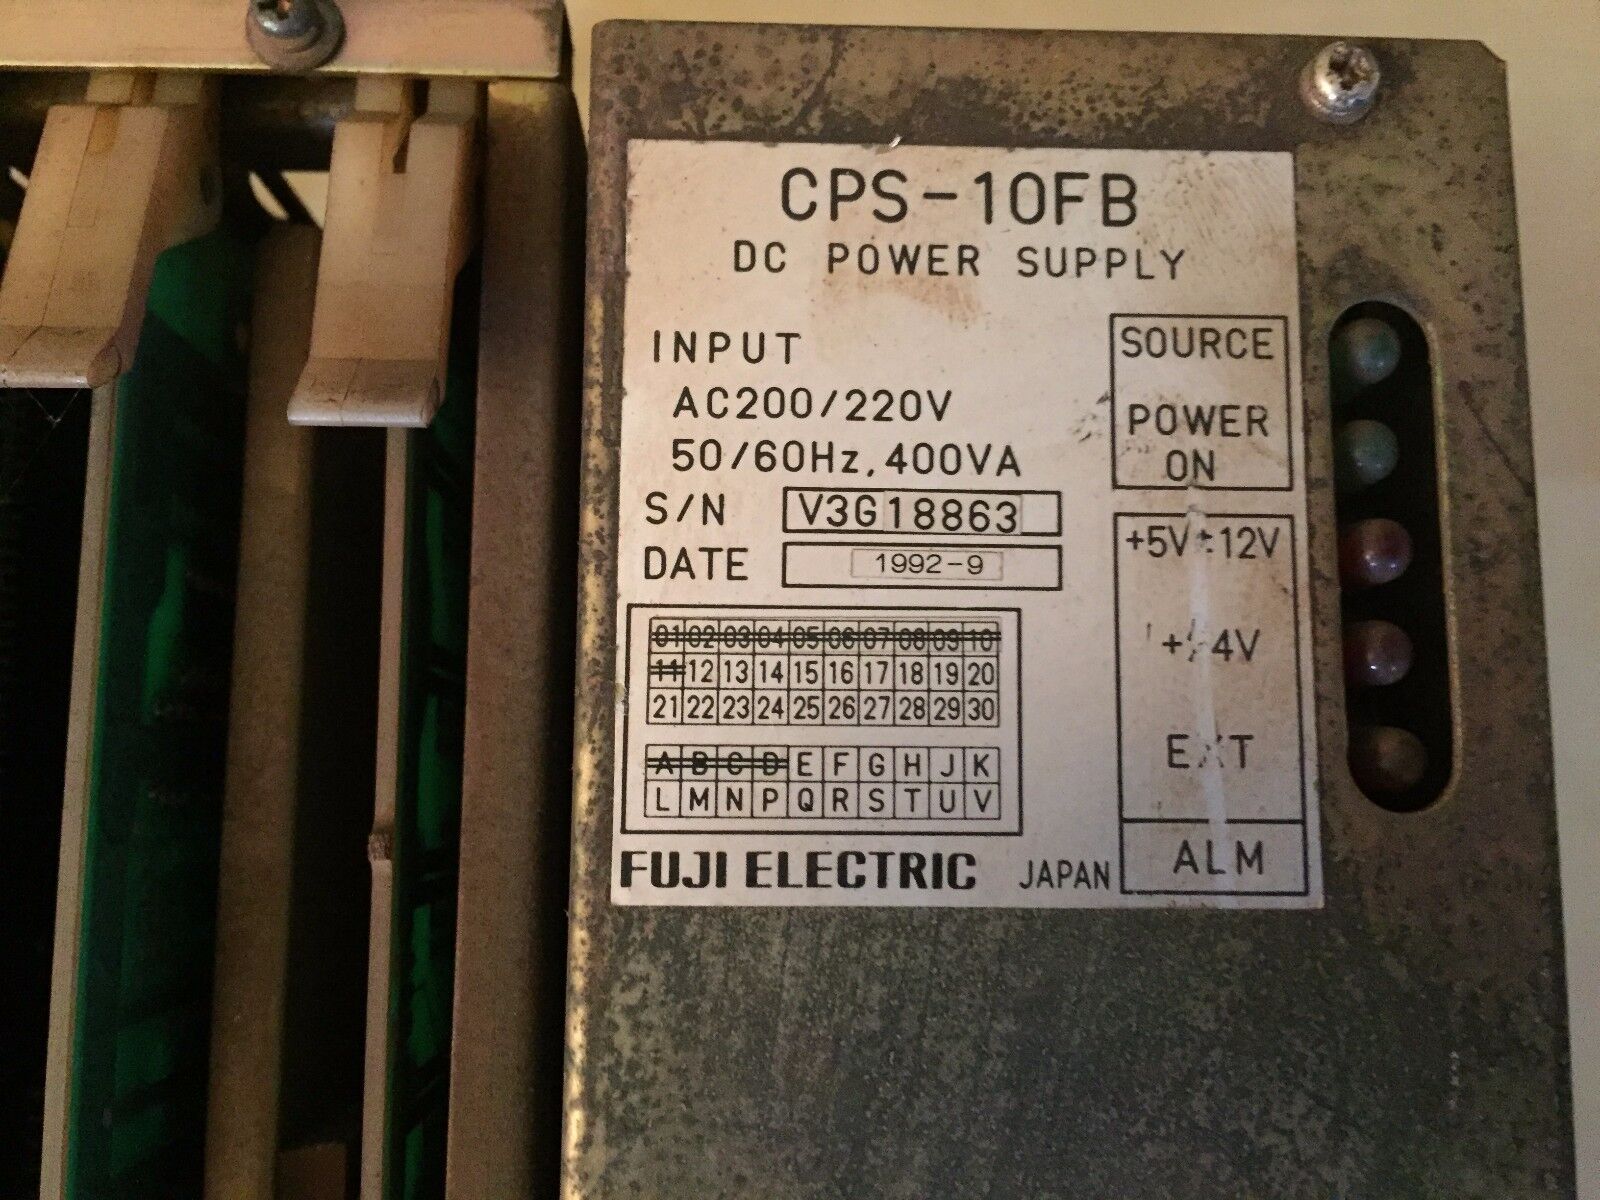 CPS-10FB
DC POWER SUPPLY
INPUT
AC200/220V
50/60Hz, 400VA
S/N V3G18863
DATE 1992-9
01 02 03 04 05 06 07 08 09 10
11 12 13 14 15 16 17 18 19 20
21 22 23 24 25 26 27 28 29 30
A B C D E F G H J K
L M N P Q R S T U V
FUJI ELECTRIC JAPAN
SOURCE
POWER
ON
+5V±12V
EXT
ALM